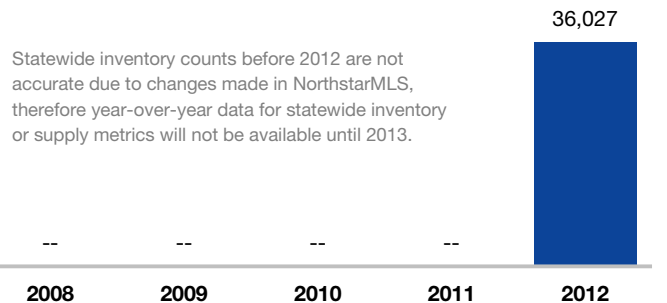 36,027
Statewide inventory counts before 2012 are not
accurate due to changes made in NorthstarMLS,
therefore year-over-year data for statewide inventory
or supply metrics will not be available until 2013.
-- -- -- --
2008 2009 2010 2011 2012